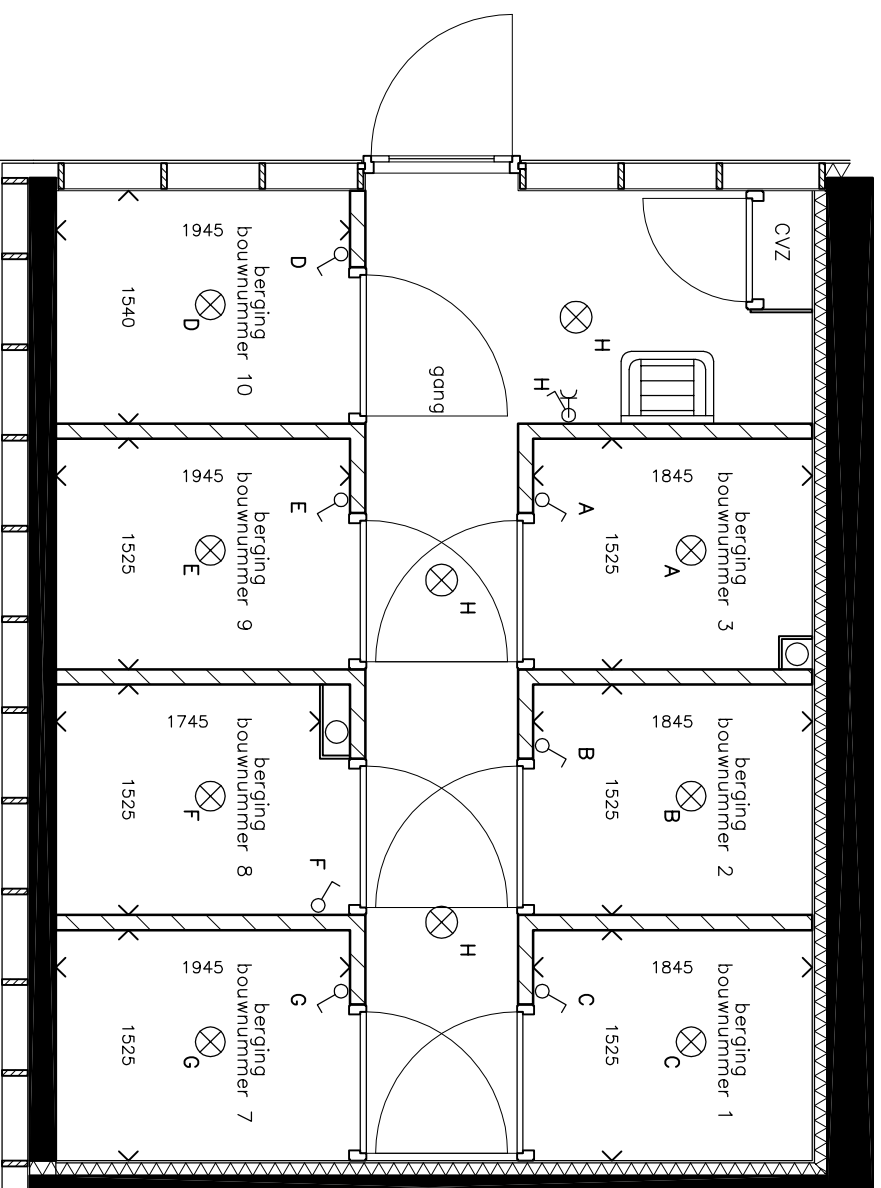 CVZ
H
H
gang
1945
berging
bouwnummer 10
1540
D
D
1945
berging
bouwnummer 9
1525
E
E
1745
berging
bouwnummer 8
1525
F
F
1945
berging
bouwnummer 7
1525
G
G
H
H
1845
berging
bouwnummer 3
1525
A
A
1845
berging
bouwnummer 2
1525
B
B
1845
berging
bouwnummer 1
1525
C
C